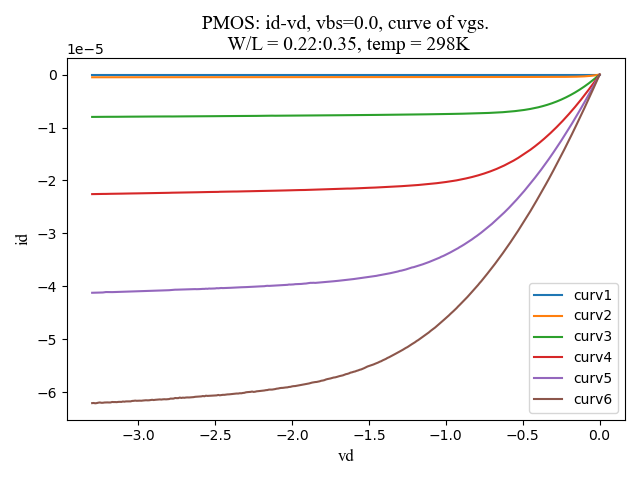 PMOS: id-vd, vbs=0.0, curve of vgs.
W/L = 0.22:0.35, temp = 298K
1e−5
0
−1
−2
−3
−4
−5
−6
id
−3.0 −2.5 −2.0 −1.5 −1.0 −0.5 0.0
vd
curv1
curv2
curv3
curv4
curv5
curv6